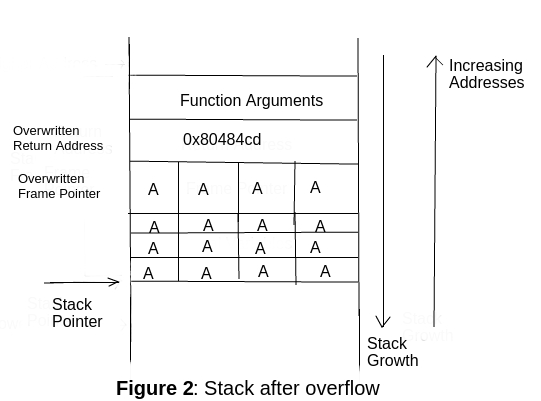 Increasing
Addresses
Function Arguments
Overwritten
Return Address
0x80484cd
Overwritten
Frame Pointer
A A A A
A A A A
A A A A
A A A A
Stack
Pointer
Stack
Growth
Figure 2: Stack after overflow